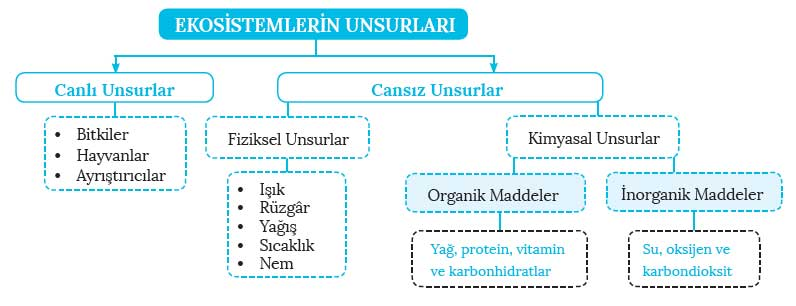 EKOSİSTEMLERİN UNSURLARI
Canlı Unsurlar
• Bitkiler
• Hayvanlar
• Ayrıştırıcılar
Cansız Unsurlar
Fiziksel Unsurlar
• Işık
• Rüzgâr
• Yağış
• Sıcaklık
• Nem
Kimyasal Unsurlar
Organik Maddeler
Yağ, protein, vitamin
ve karbonhidratlar
İnorganik Maddeler
Su, oksijen ve
karbondioksit